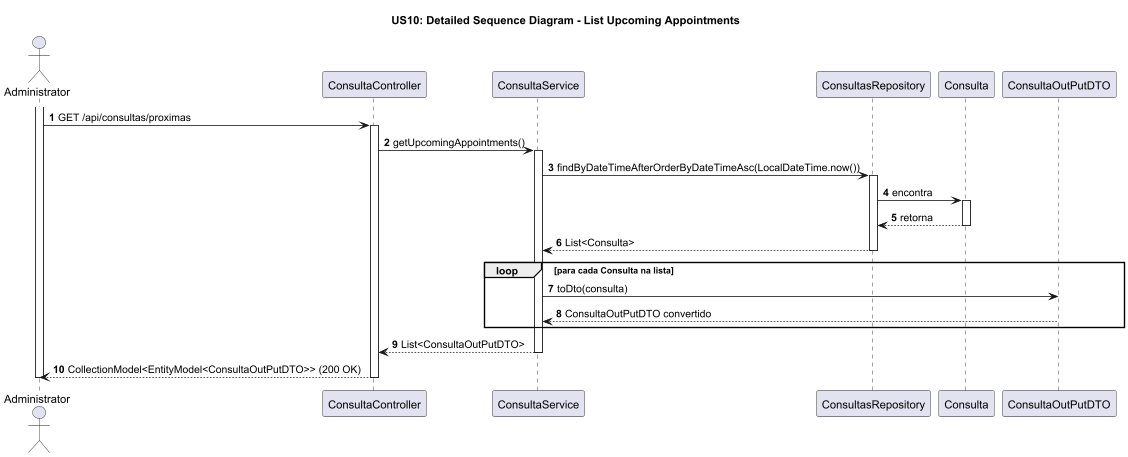 US10: Detailed Sequence Diagram - List Upcoming Appointments
Administrator
ConsultaController
ConsultaService
ConsultasRepository
Consulta
ConsultaOutPutDTO
1 GET /api/consultas/proximas
2 getUpcomingAppointments()
3 findByDateTimeAfterOrderByDateTimeAsc(LocalDateTime.now())
4 encontra
5 retorna
6 List<Consulta>
loop [para cada Consulta na lista]
7 toDto(consulta)
8 ConsultaOutPutDTO convertido
9 List<ConsultaOutPutDTO>
10 CollectionModel<EntityModel<ConsultaOutPutDTO>> (200 OK)
Administrator
ConsultaController
ConsultaService
ConsultasRepository
Consulta
ConsultaOutPutDTO